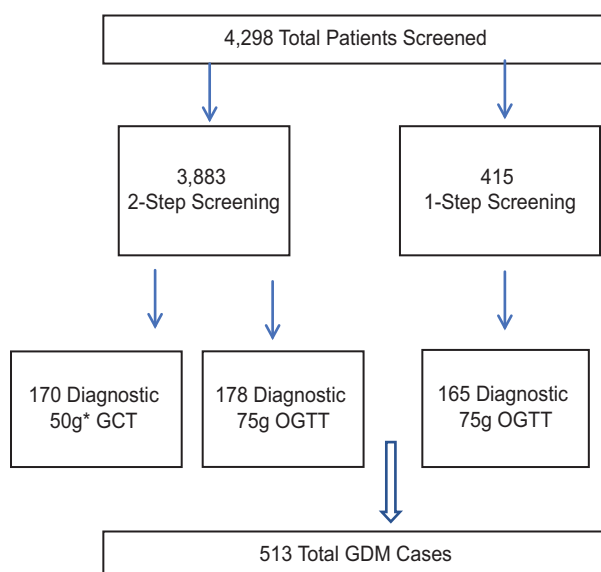 4,298 Total Patients Screened
3,883
2-Step Screening
415
1-Step Screening
170 Diagnostic
50g* GCT
178 Diagnostic
75g OGTT
165 Diagnostic
75g OGTT
513 Total GDM Cases